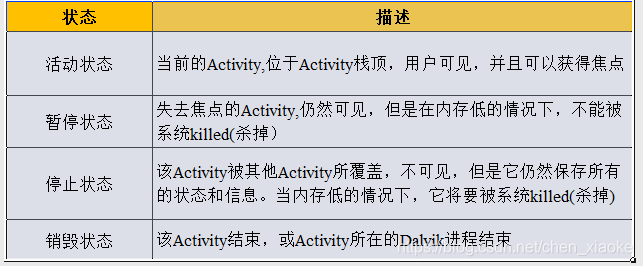 状态 描述
活动状态 当前的Activity,位于Activity栈顶，用户可见，并且可以获得焦点
暂停状态 失去焦点的Activity,仍然可见，但是在内存低的情况下，不能被
系统killed(杀掉）
停止状态 该Activity被其他Activity所覆盖，不可见，但是它仍然保存所有
的状态和信息。当内存低的情况下，它将要被系统killed(杀掉)
销毁状态 该Activity结束，或Activity所在的Dalvik进程结束
https://blog.csdn.net/chen_xiaoke